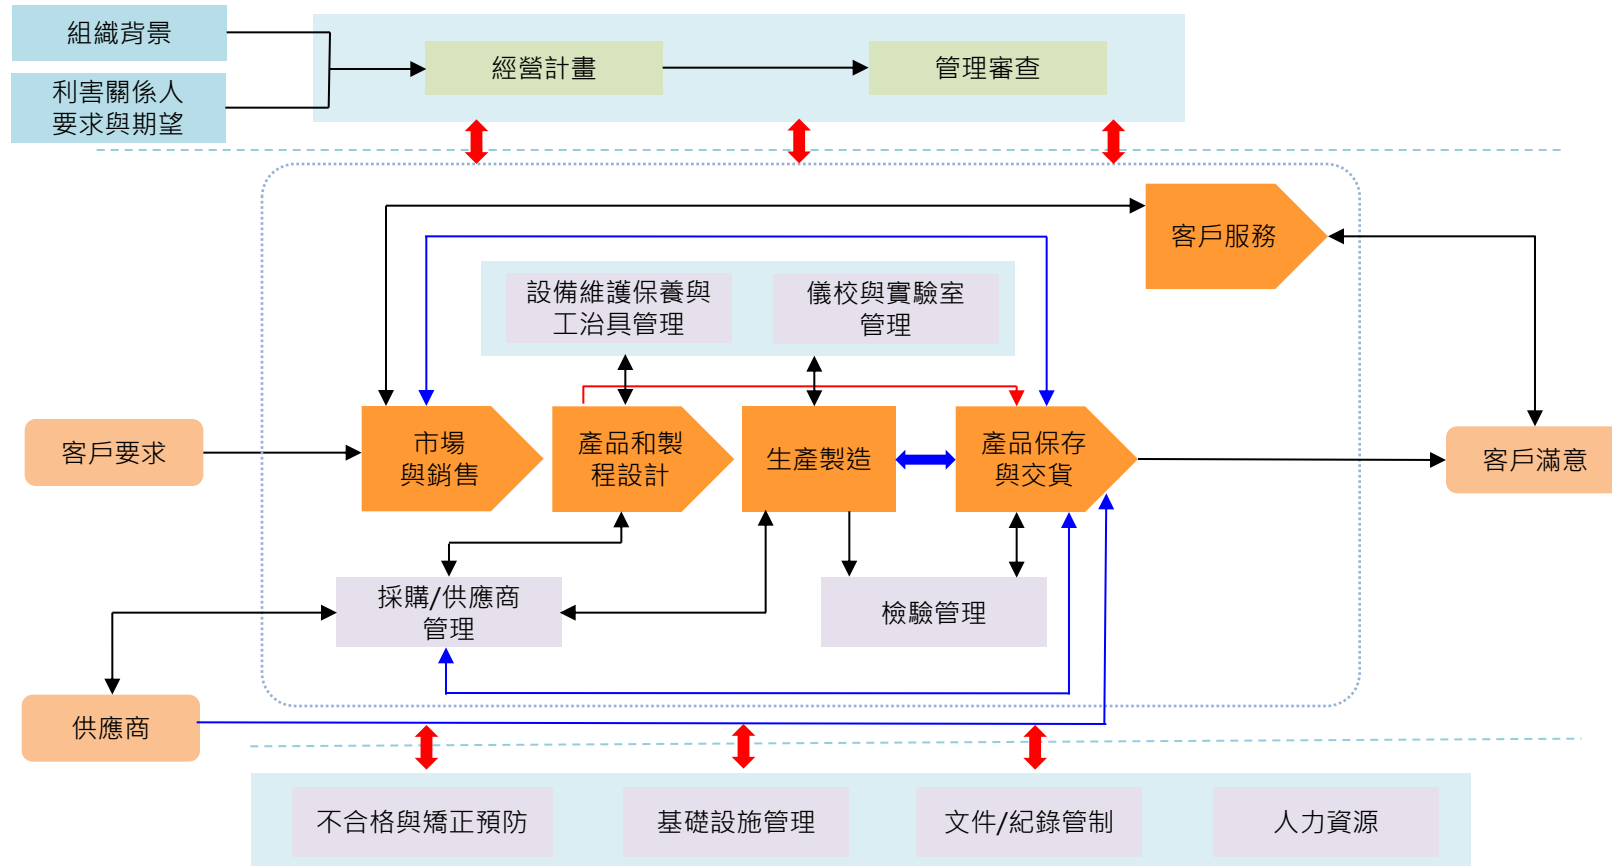 組織背景
利害關係人
要求與期望
經營計畫
管理審查
客戶服務
設備維護保養與
工治具管理
儀校與實驗室
管理
客戶要求
市場
與銷售
產品和製
程設計
生產製造
產品保存
與交貨
客戶滿意
採購/供應商
管理
檢驗管理
供應商
不合格與矯正預防
基礎設施管理
文件/紀錄管制
人力資源